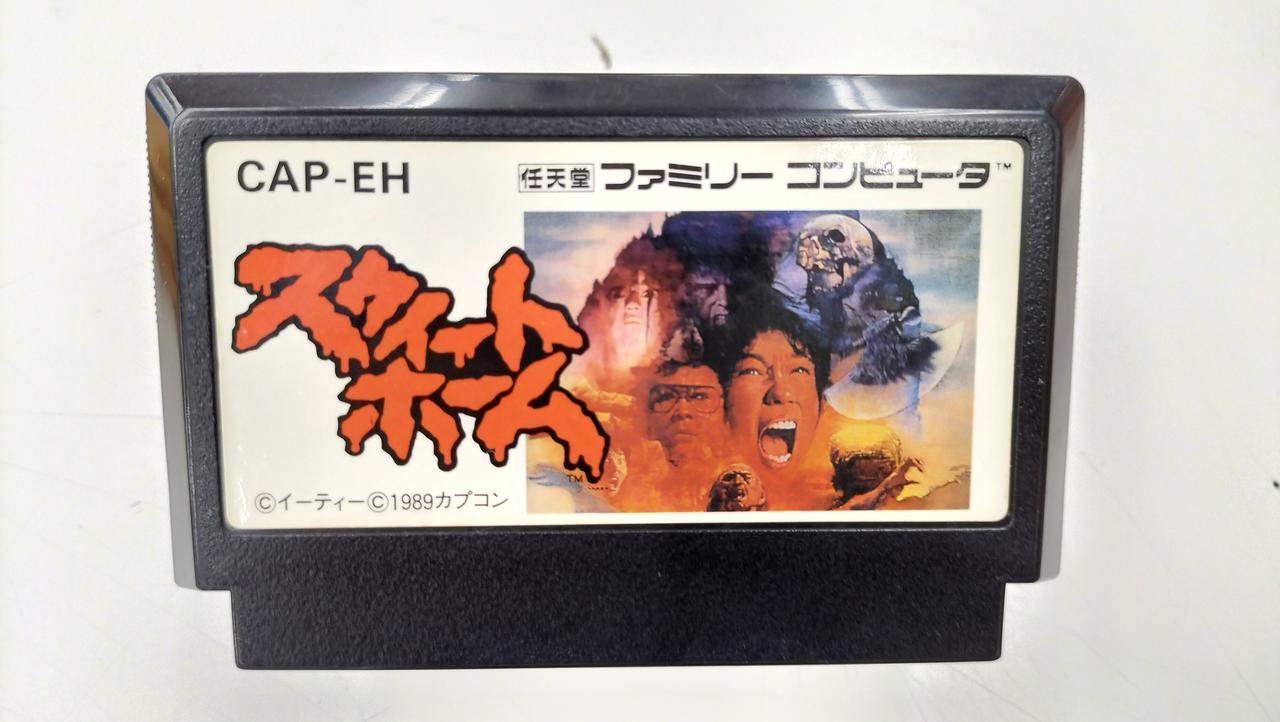 CAP-EH
任天堂 ファミリー コンピュータ™
スウィート
ホーム
TM
©イーティー©1989カプコン